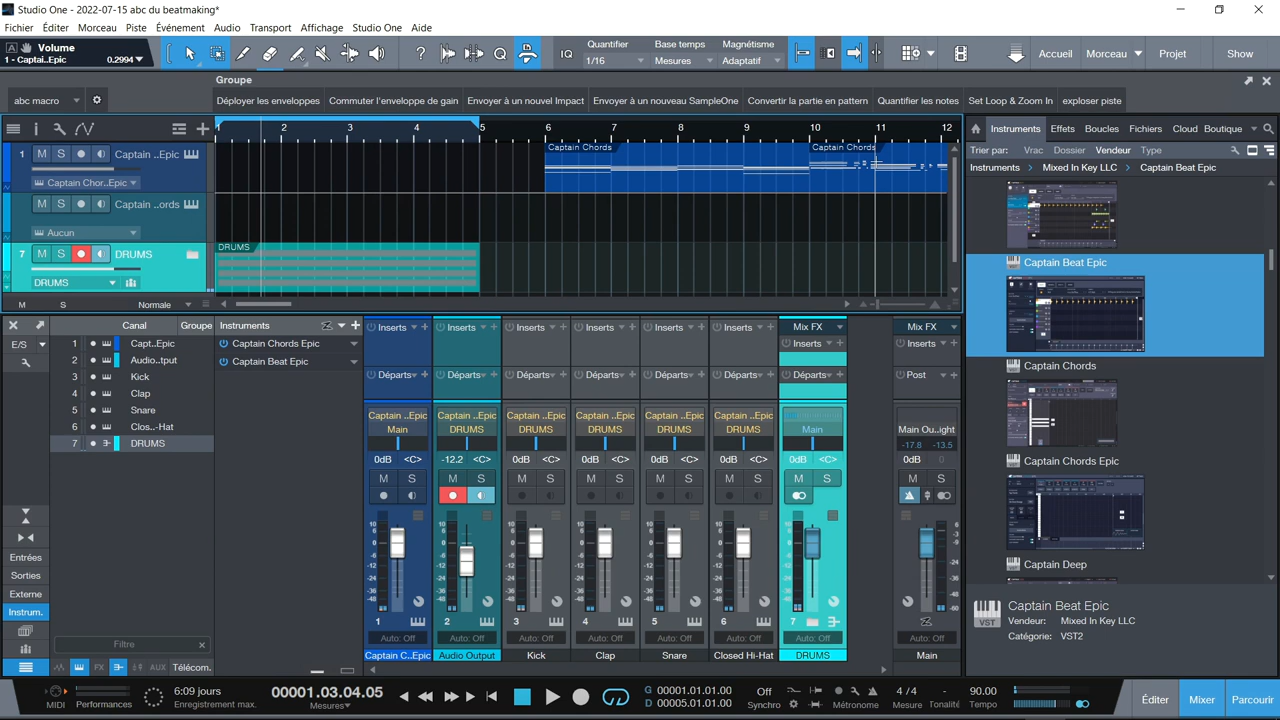 Studio One - 2022-07-15 abc du beatmaking*
Fichier Éditer Morceau Piste Événement Audio Transport Affichage Studio One Aide
A Volume
1 - Captai..Epic 0.2994
IQ Quantifier 1/16 Base temps Mesures Magnétisme Adaptatif Accueil Morceau Projet Show
Groupe
abc macro Déployer les enveloppes Commuter l'enveloppe de gain Envoyer à un nouvel Impact Envoyer à un nouveau SampleOne Convertir la partie en pattern Quantifier les notes Set Loop & Zoom In exploser piste
1 2 3 4 5 6 7 8 9 10 11 12
1 M S Captain ..Epic
Captain Chor..Epic
Captain Chords Captain Chords
M S Captain ..ords
Aucun
7 M S DRUMS
DRUMS
DRUMS
M S Normale
Instruments Effets Boucles Fichiers Cloud Boutique
Trier par: Vrac Dossier Vendeur Type
Instruments Mixed In Key LLC Captain Beat Epic
Captain Beat Epic
Captain Chords
Captain Chords Epic
Captain Deep
Captain Beat Epic
VST Vendeur: Mixed In Key LLC
Catégorie: VST2
Canal Groupe
E/S
1 Capt..Epic
2 Audio..tput
3 Kick
4 Clap
5 Snare
6 Clos..-Hat
7 DRUMS
Entrées
Sorties
Externe
Instrum.
Filtre
FX AUX Télécom.
Instruments
Captain Chords Epic
Captain Beat Epic
Inserts Inserts Inserts Inserts Inserts Inserts Mix FX Mix FX
Inserts Inserts
Départs Départs Départs Départs Départs Départs Départs Post
Captain ..Epic Captain ..Epic Captain ..Epic Captain ..Epic Captain ..Epic Captain ..Epic Main Ou..ight
Main DRUMS DRUMS DRUMS DRUMS DRUMS Main -17.8 -13.5
0dB <C> -12.2 <C> 0dB <C> 0dB <C> 0dB <C> 0dB <C> 0dB <C> 0dB 0
M S M S M S M S M S M S M S M
1 2 3 4 5 6 7
Auto: Off Auto: Off Auto: Off Auto: Off Auto: Off Auto: Off Auto: Off Auto: Off
Captain C..Epic Audio Output Kick Clap Snare Closed Hi-Hat DRUMS Main
MIDI Performances 6:09 jours Enregistrement max. 00001.03.04.05 Mesures
G 00001.01.01.00
D 00005.01.01.00
Off Synchro Métronome 4 / 4 Mesure - Tonalité 90.00 Tempo Éditer Mixer Parcourir